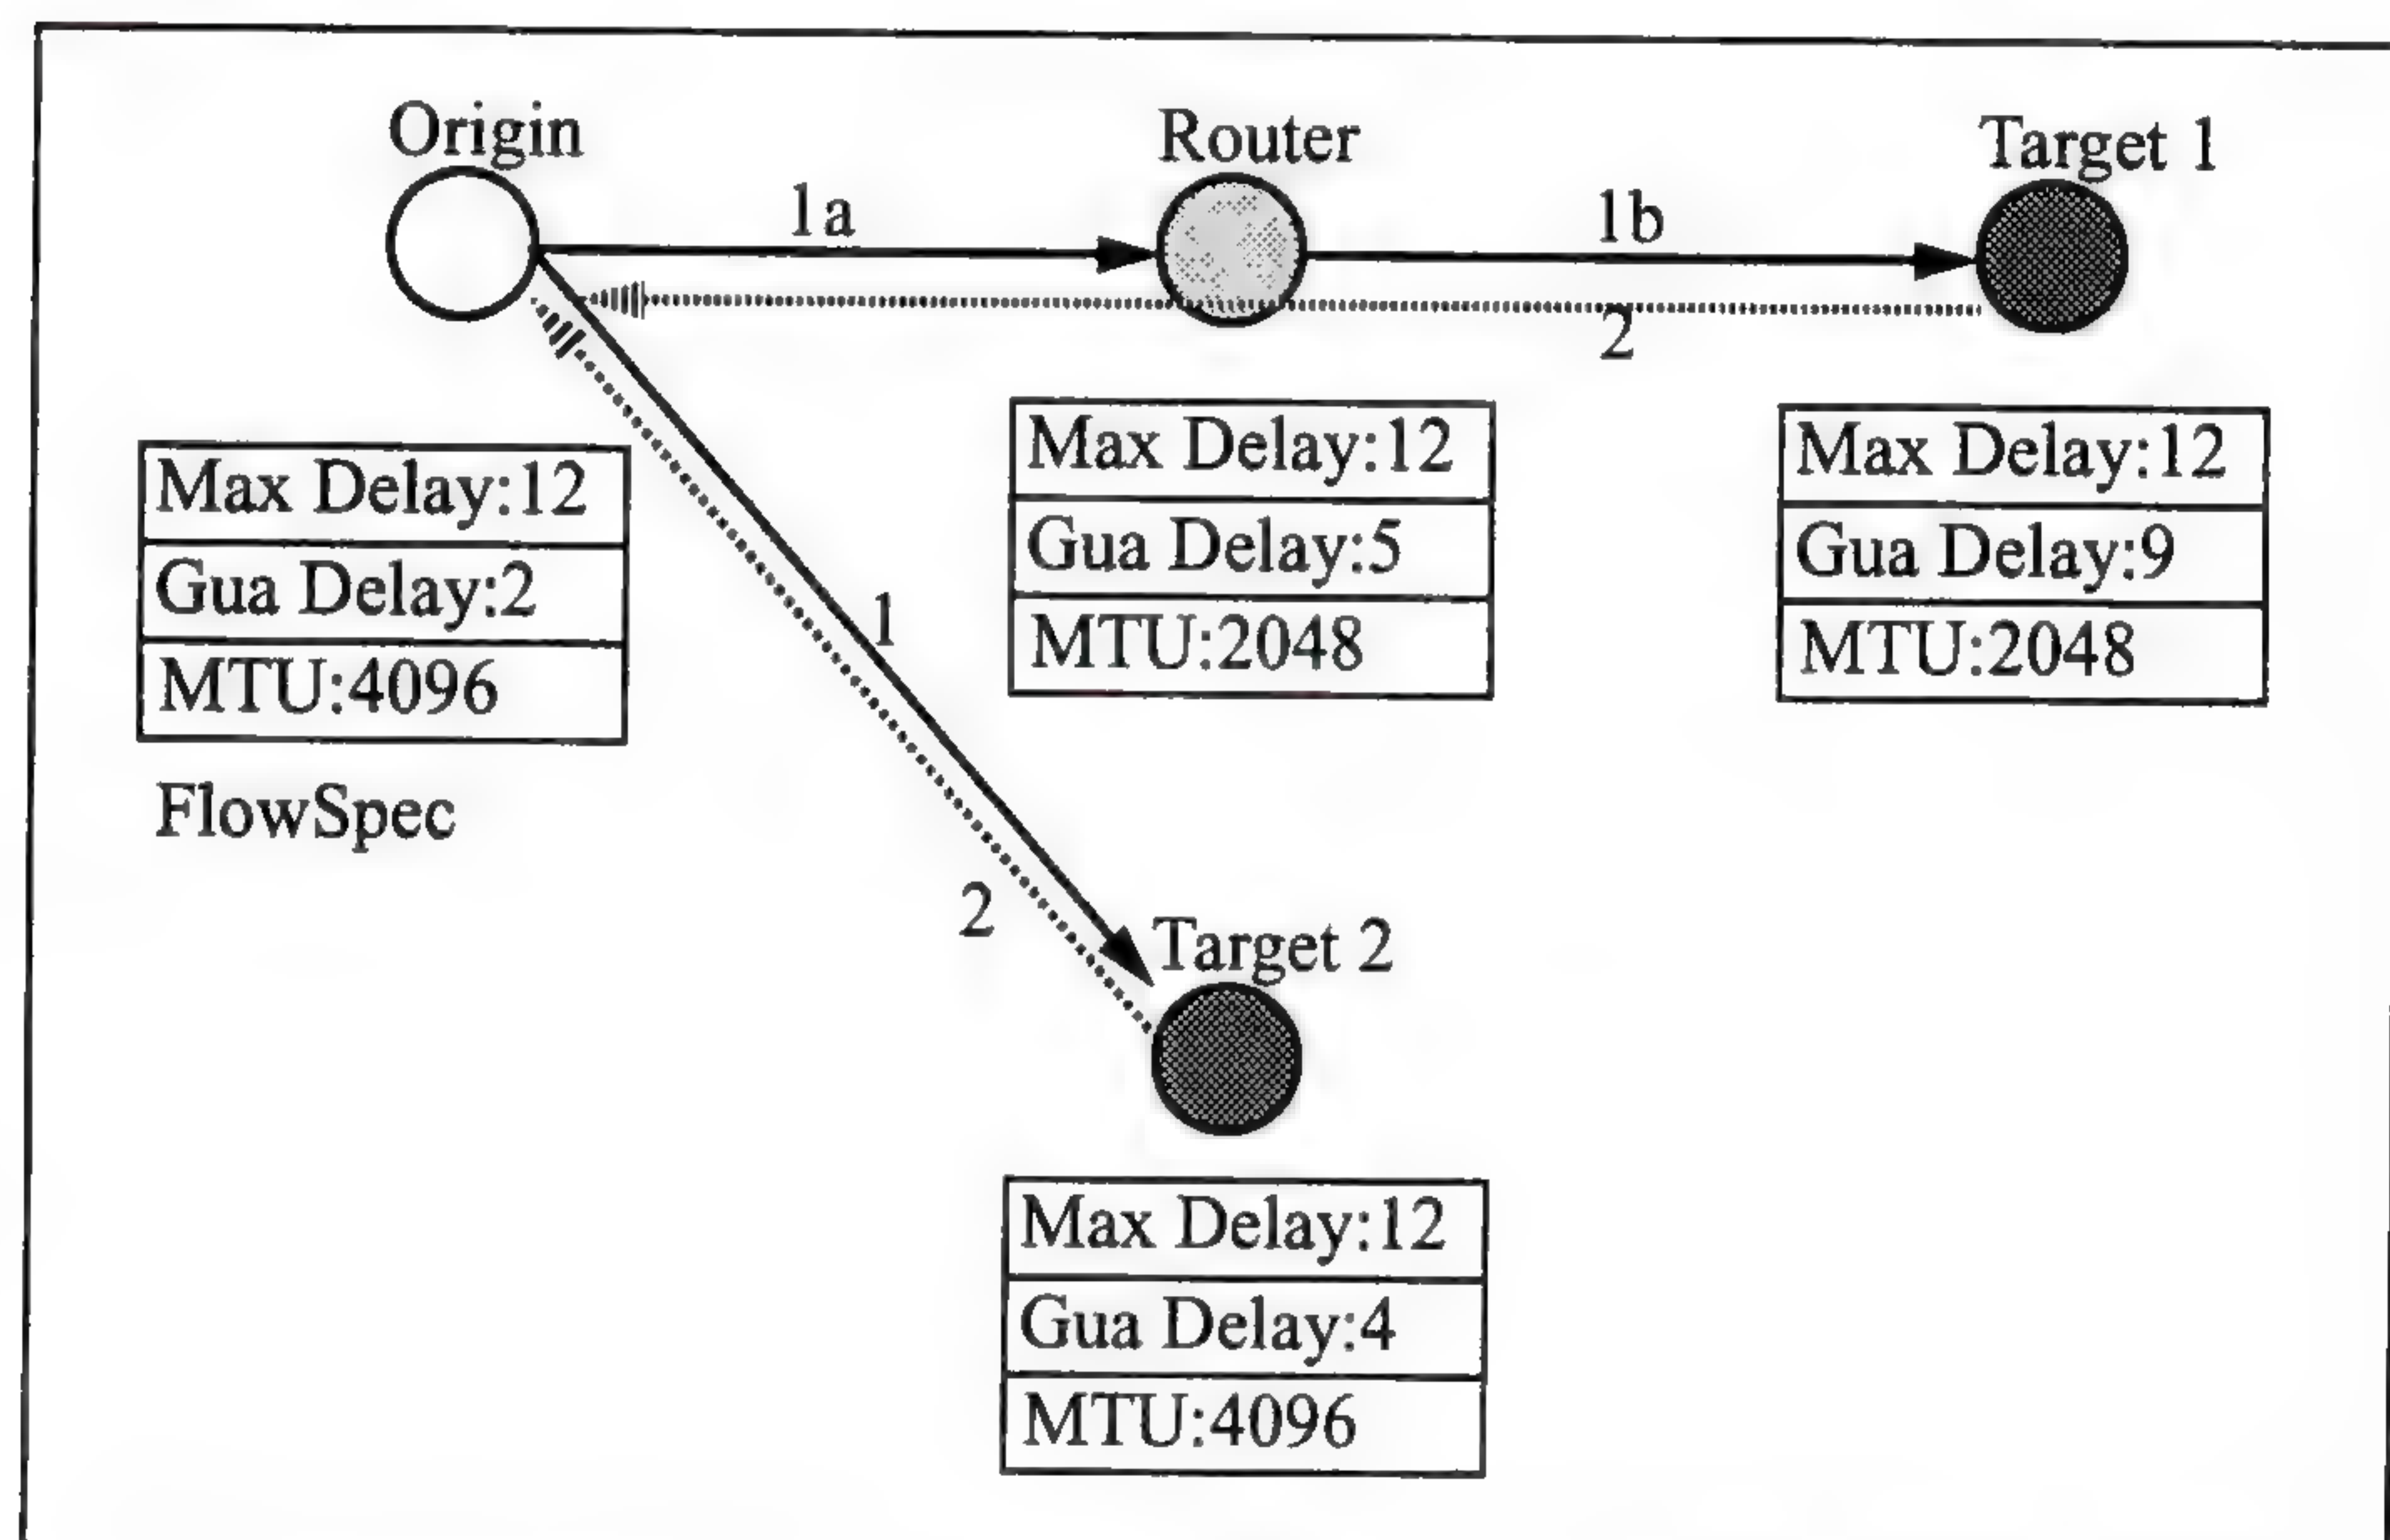 Origin
Router
Target 1
1a
1b
2
Max Delay:12
Gua Delay:2
MTU:4096
FlowSpec
Max Delay:12
Gua Delay:5
MTU:2048
Max Delay:12
Gua Delay:9
MTU:2048
1
2
Target 2
Max Delay:12
Gua Delay:4
MTU:4096